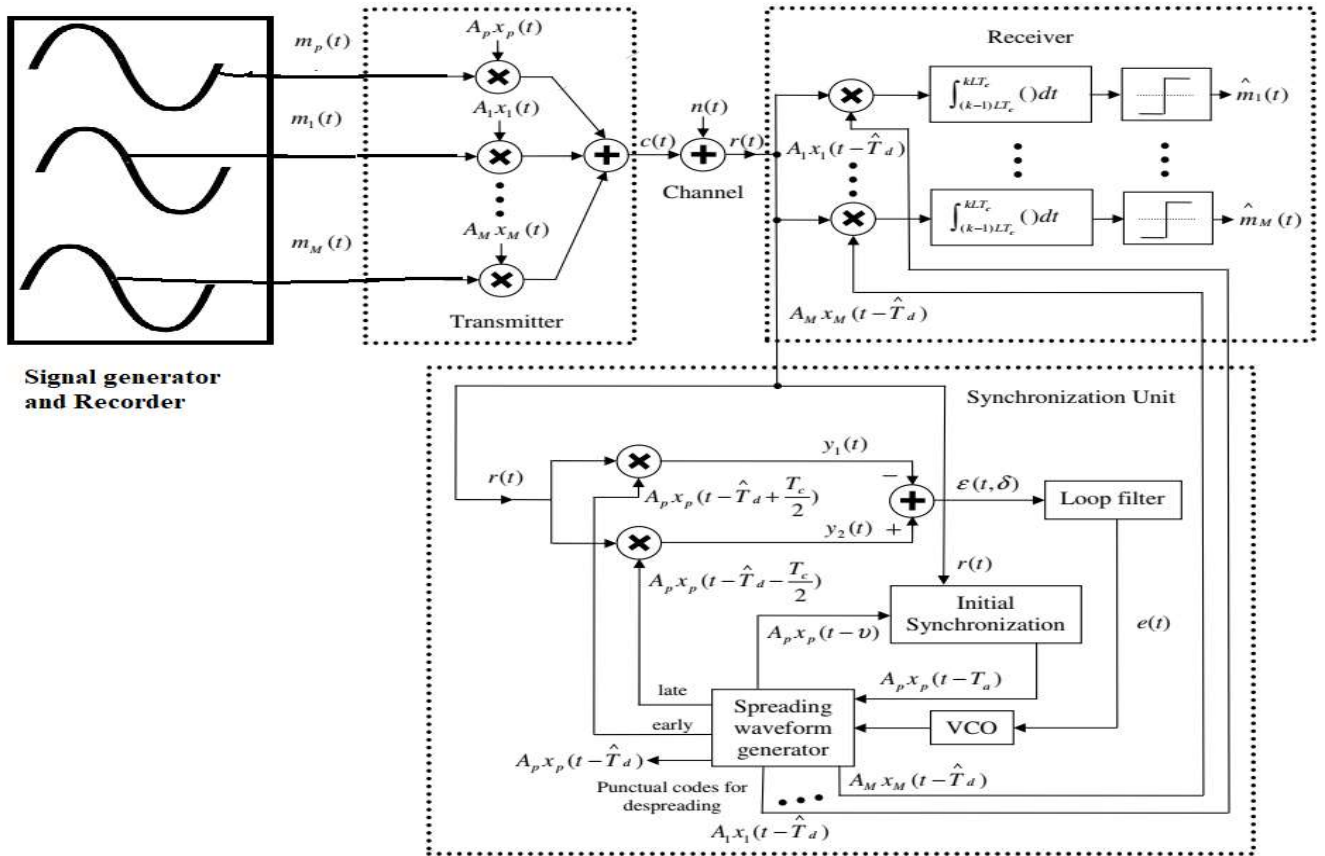 m_p(t)
m_1(t)
m_M(t)
Signal generator
and Recorder
A_p x_p(t)
A_1 x_1(t)
A_M x_M(t)
Transmitter
c(t)
n(t)
r(t)
Channel
Receiver
∫_{(k-1)LT_c}^{kLT_c} ( )dt
m̂_1(t)
A_1 x_1(t-T̂_d)
∫_{(k-1)LT_c}^{kLT_c} ( )dt
m̂_M(t)
A_M x_M(t-T̂_d)
Synchronization Unit
r(t)
y_1(t)
−
A_p x_p(t-T̂_d+T_c/2)
ε(t,δ)
Loop filter
y_2(t)
+
A_p x_p(t-T̂_d-T_c/2)
r(t)
Initial
Synchronization
e(t)
A_p x_p(t-υ)
A_p x_p(t-T_a)
late
early
Spreading
waveform
generator
VCO
A_p x_p(t-T̂_d)
Punctual codes for
despreading
A_M x_M(t-T̂_d)
A_1 x_1(t-T̂_d)